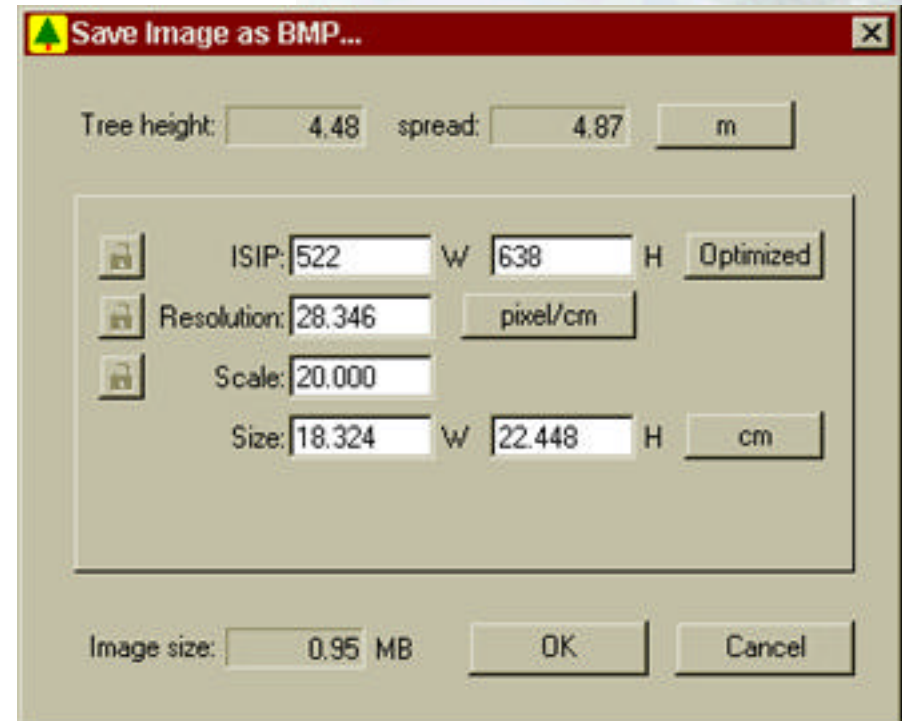 Save Image as BMP...
Tree height: 4.48 spread: 4.87 m
ISIP: 522 W 638 H Optimized
Resolution: 28.346 pixel/cm
Scale: 20.000
Size: 18.324 W 22.448 H cm
Image size: 0.95 MB OK Cancel